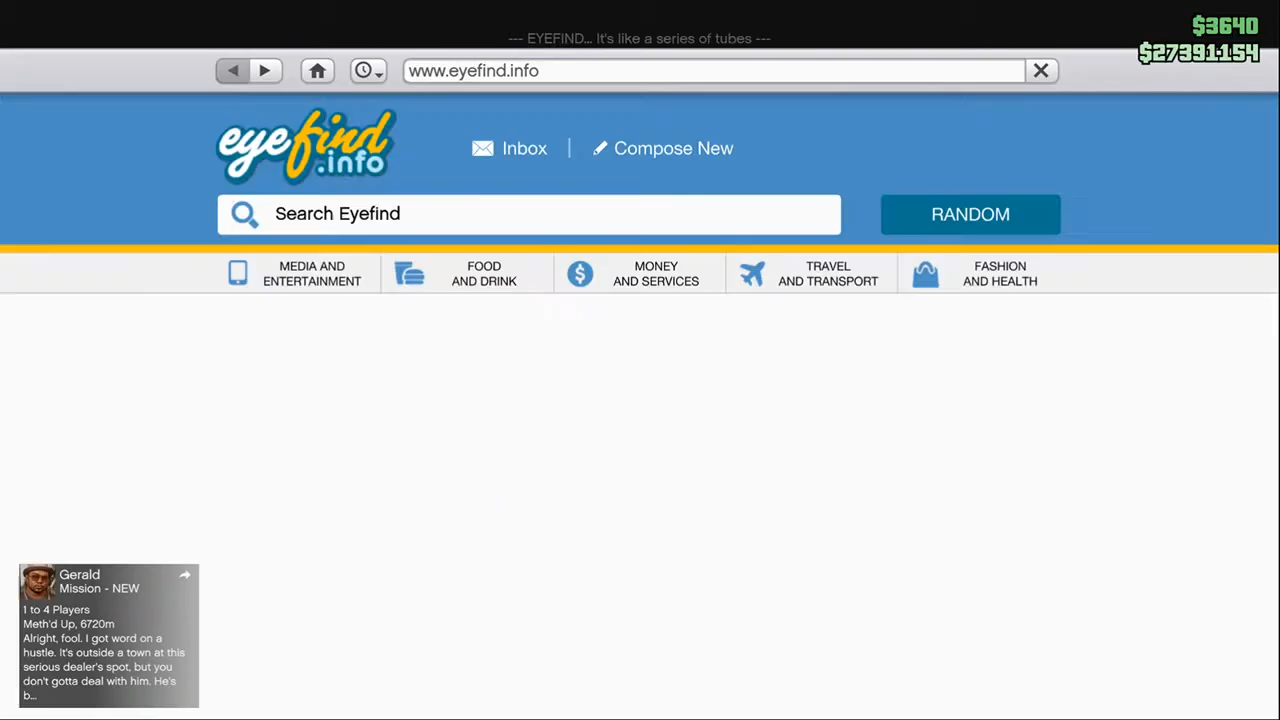 $3640
--- EYEFIND... It's like a series of tubes ---
$27391154
www.eyefind.info
eyefind
.info
Inbox
Compose New
Search Eyefind
RANDOM
MEDIA AND
ENTERTAINMENT
FOOD
AND DRINK
MONEY
AND SERVICES
TRAVEL
AND TRANSPORT
FASHION
AND HEALTH
Gerald
Mission - NEW
1 to 4 Players
Meth'd Up, 6720m
Alright, fool. I got word on a
hustle. It's outside a town at this
serious dealer's spot, but you
don't gotta deal with him. He's
b...